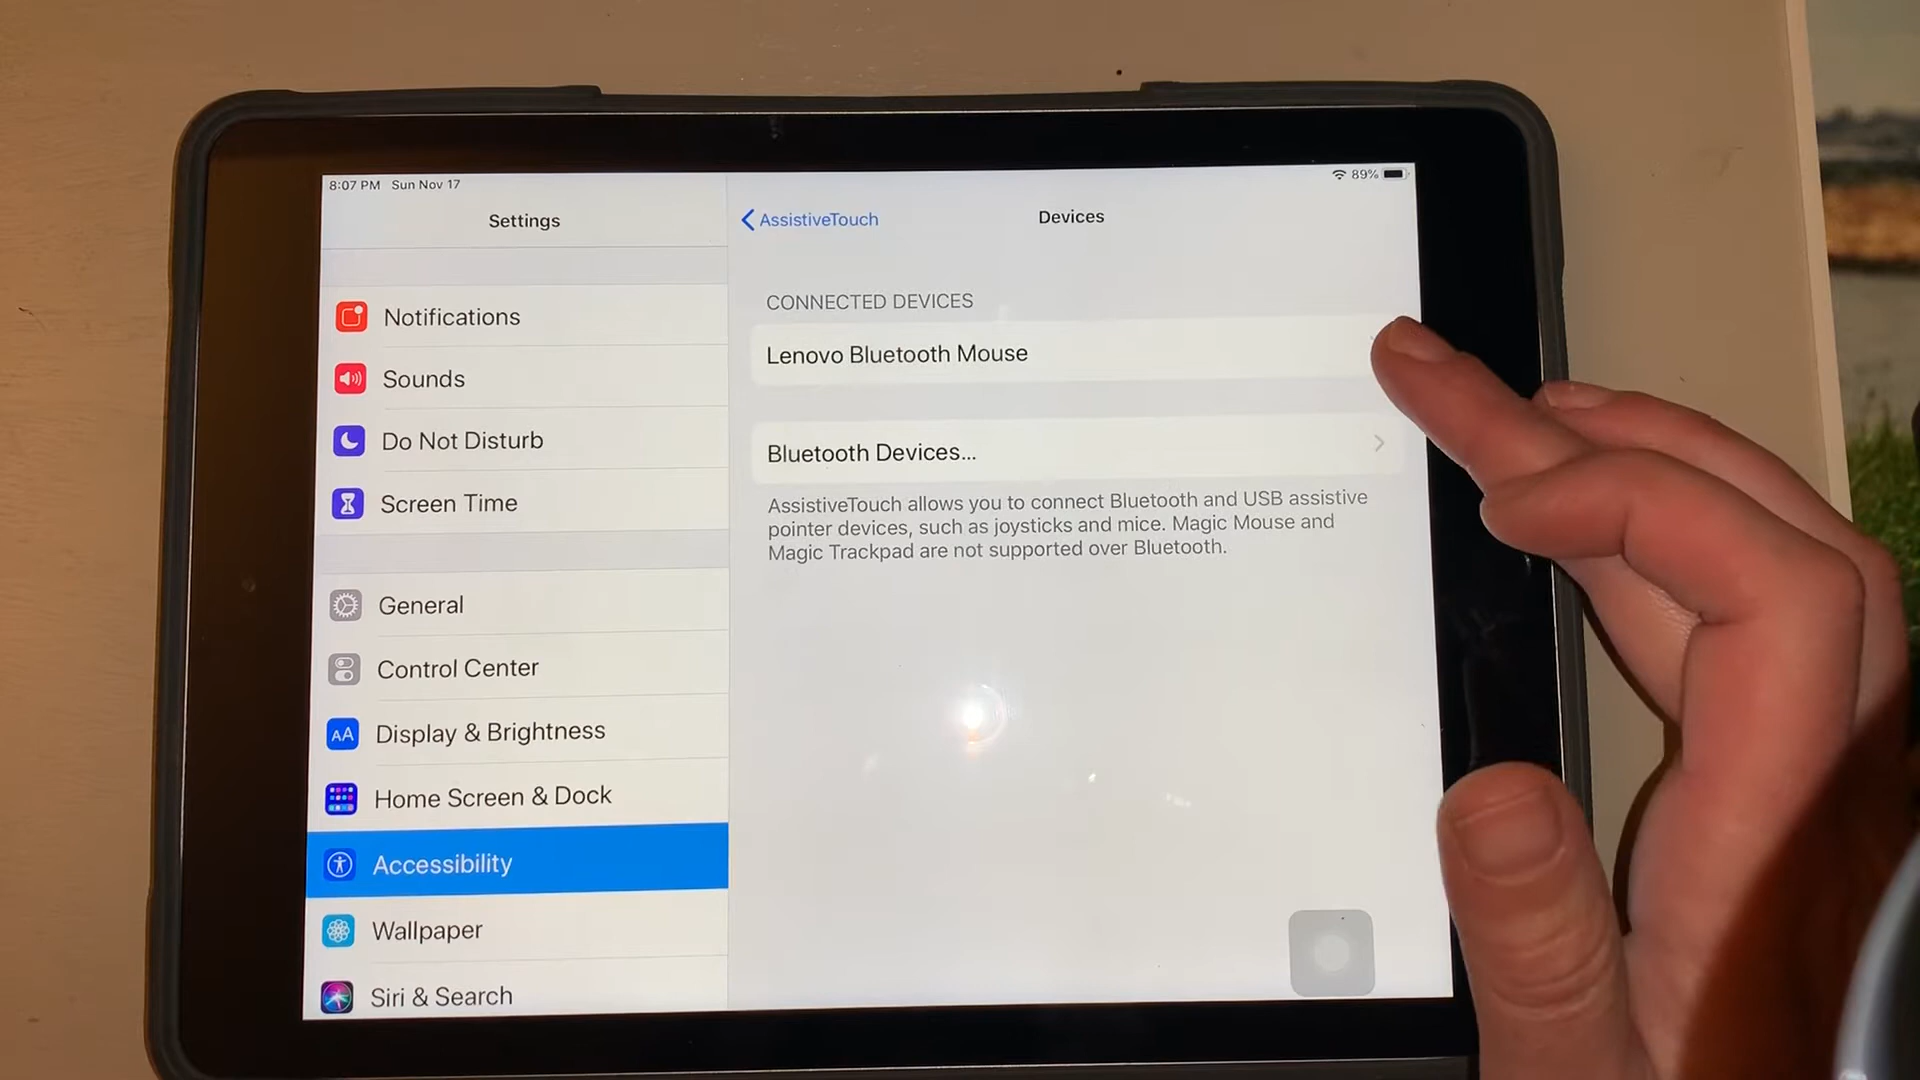 8:07 PM Sun Nov 17
89%
Settings
Notifications
Sounds
Do Not Disturb
Screen Time
General
Control Center
AA
Display & Brightness
Home Screen & Dock
Accessibility
Wallpaper
Siri & Search
AssistiveTouch
Devices
CONNECTED DEVICES
Lenovo Bluetooth Mouse
Bluetooth Devices...
AssistiveTouch allows you to connect Bluetooth and USB assistive
pointer devices, such as joysticks and mice. Magic Mouse and
Magic Trackpad are not supported over Bluetooth.